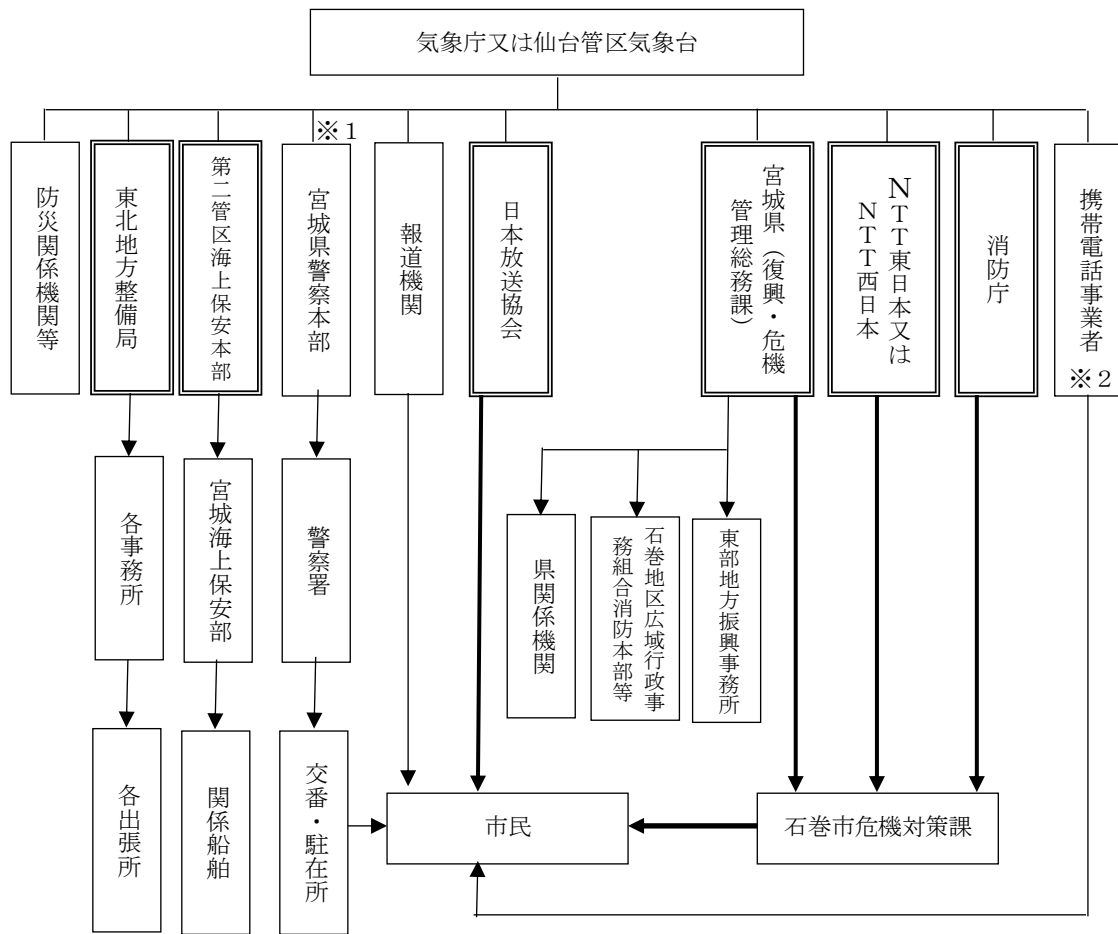 気象庁又は仙台管区気象台
※１
防災関係機関等
東北地方整備局
第二管区海上保安本部
宮城県警察本部
報道機関
日本放送協会
宮城県（復興・危機
管理総務課）
ＮＴＴ東日本又は
ＮＴＴ西日本
消防庁
携帯電話事業者
※２
各事務所
宮城海上保安部
警察署
県関係機関
石巻地区広域行政事
務組合消防本部等
東部地方振興事務所
各出張所
関係船舶
交番・駐在所
市民
石巻市危機対策課